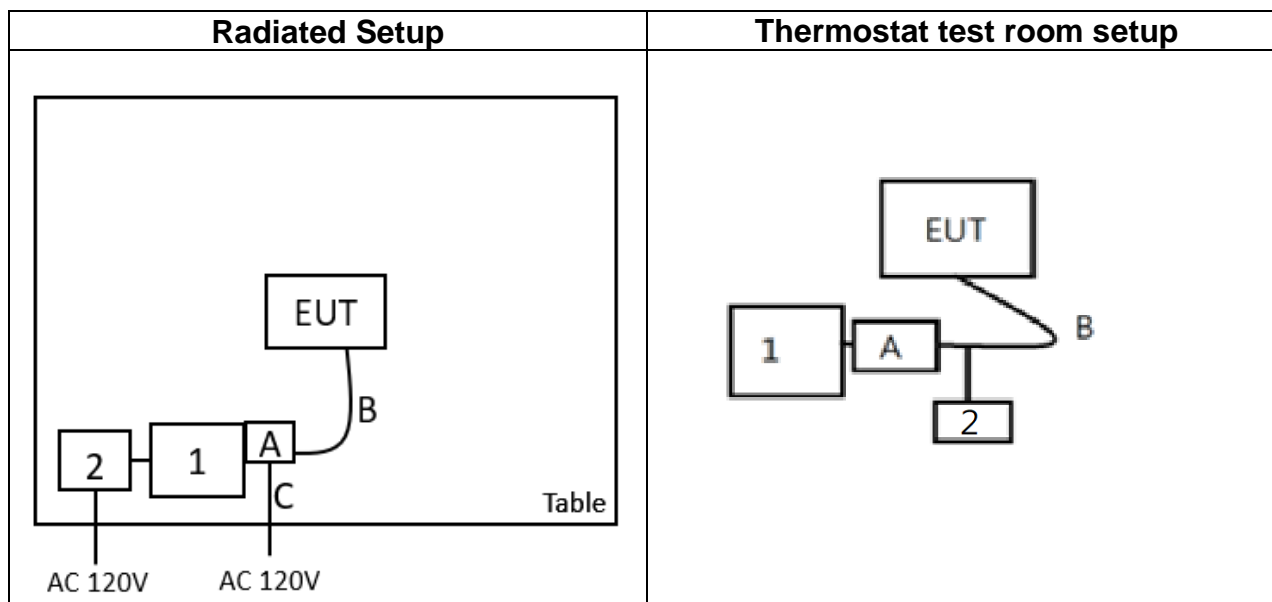 Radiated Setup
EUT
B
2
1
A
C
Table
AC 120V
AC 120V
Thermostat test room setup
EUT
B
1
A
2